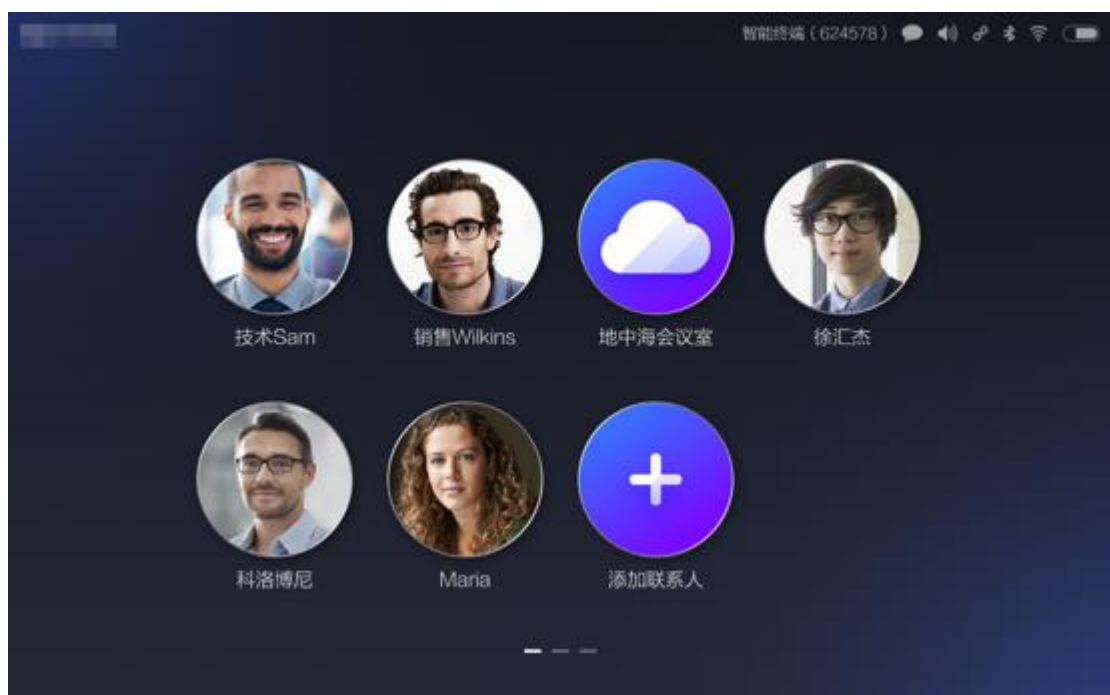 智能终端（624578）
技术Sam
销售Wilkins
地中海会议室
徐汇杰
科洛博尼
Maria
添加联系人